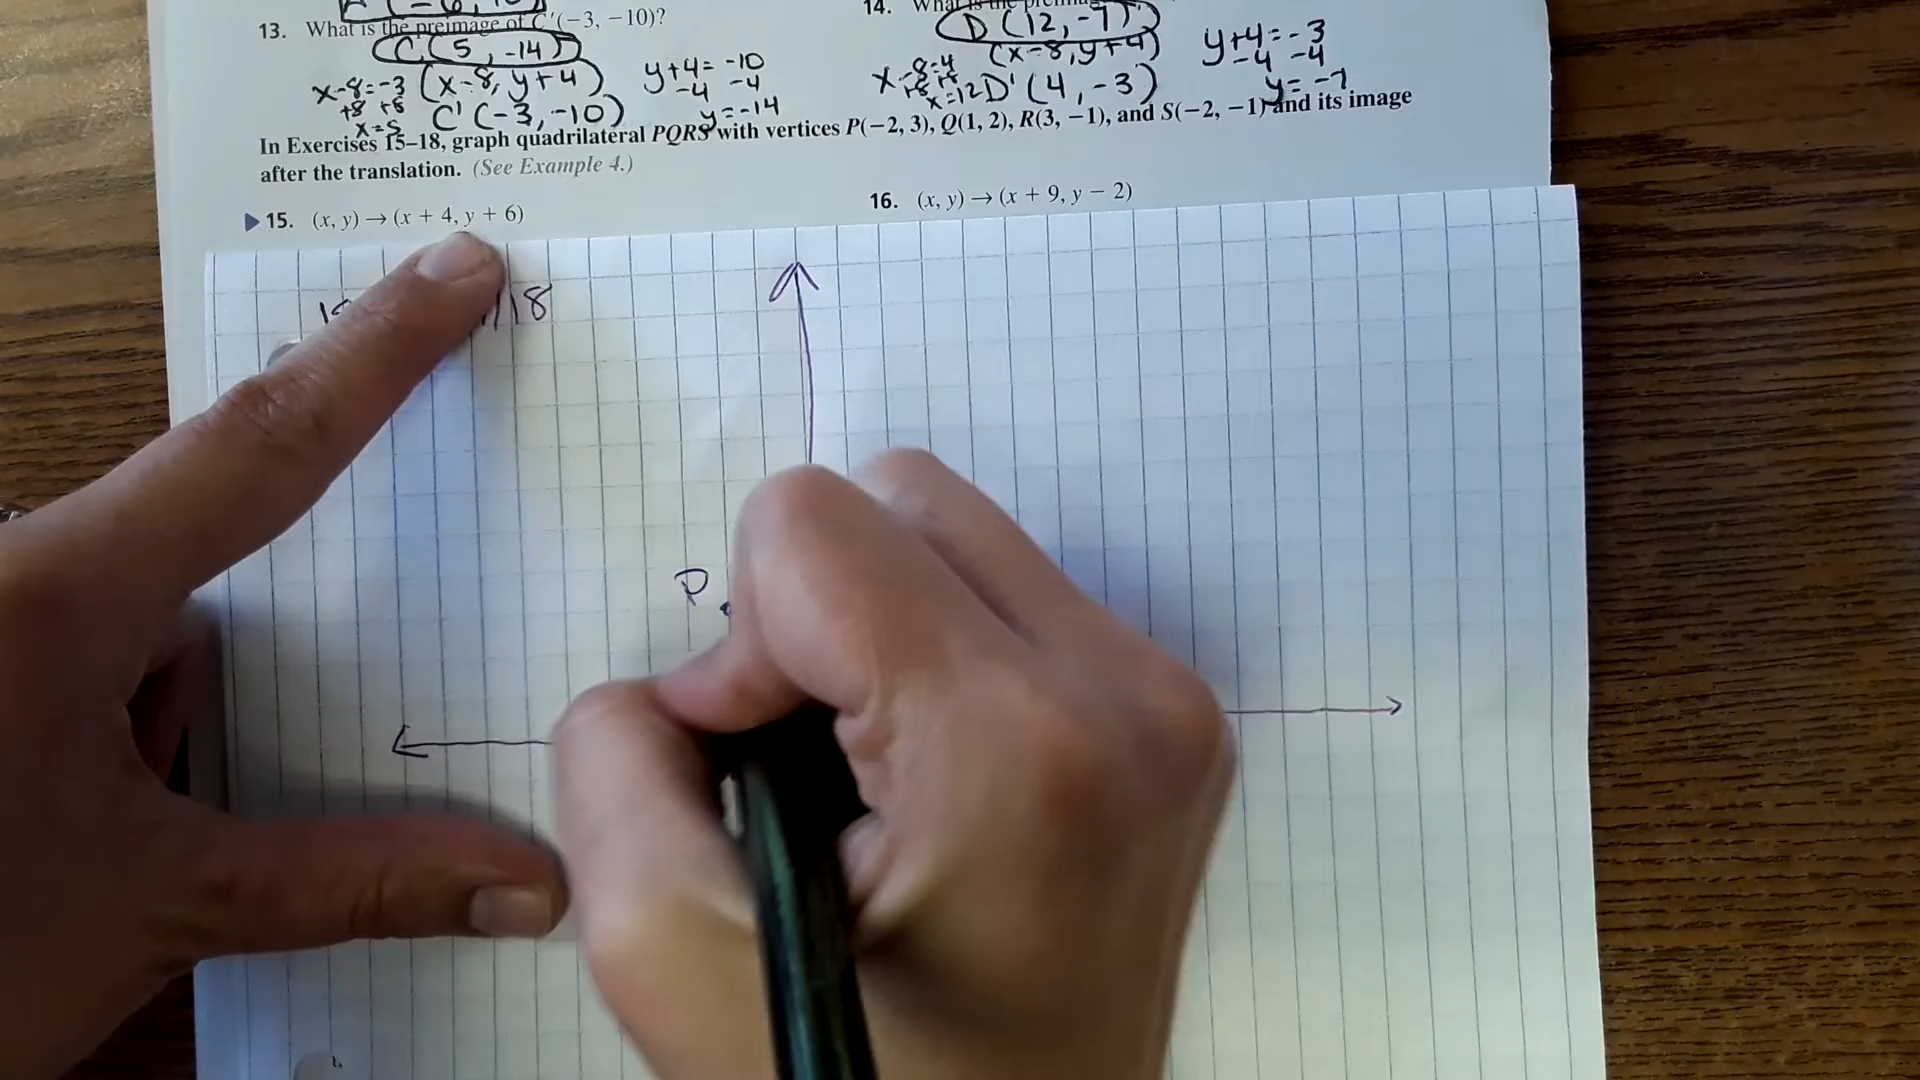 13. What is the preimage of C′(−3, −10)?
14. What is the
C (5, -14)
D (12, -7)
x-8=-3 (x-8, y+4) y+4= -10
+8 +8 -4 -4
x=5 C'(-3,-10) y=-14
(x-8, y+4) y+4=-3
x-8=4 -4 -4
+8 +8 x=12 D'(4, -3) y=-7
In Exercises 15–18, graph quadrilateral PQRS with vertices P(−2, 3), Q(1, 2), R(3, −1), and S(−2, −1) and its image
after the translation. (See Example 4.)
15. (x, y) → (x + 4, y + 6)
16. (x, y) → (x + 9, y − 2)
18
P